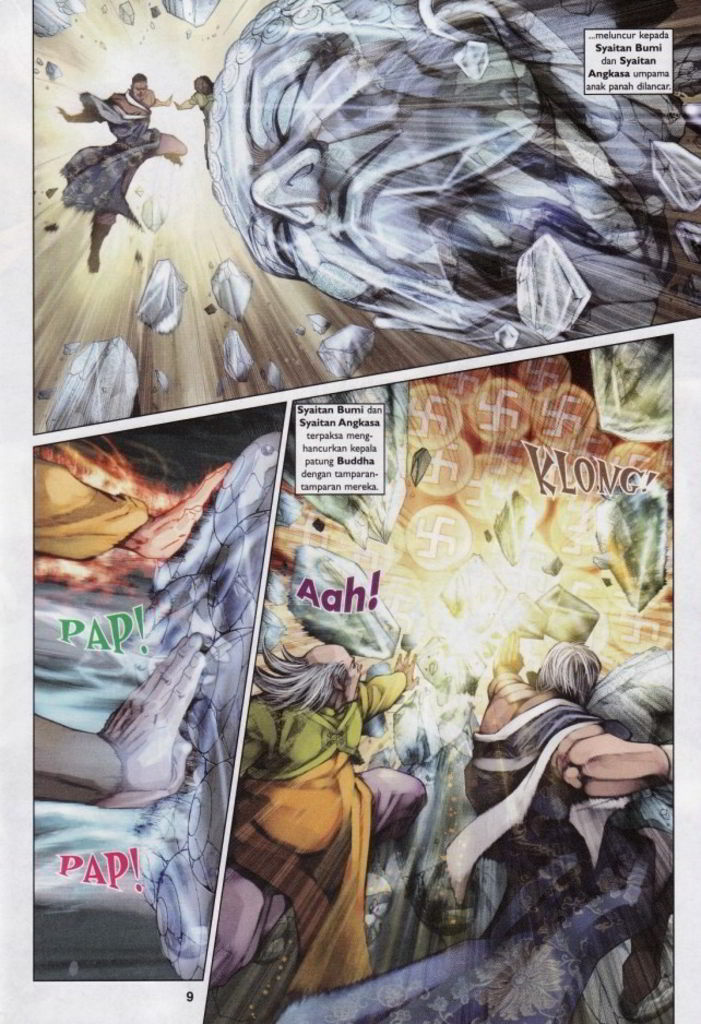 ...meluncur kepada
Syaitan Bumi
dan Syaitan
Angkasa umpama
anak panah dilancar.
Syaitan Bumi dan
Syaitan Angkasa
terpaksa meng-
hancurkan kepala
patung Buddha
dengan tamparan-
tamparan mereka.
KLONG!
Aah!
PAP!
PAP!
9